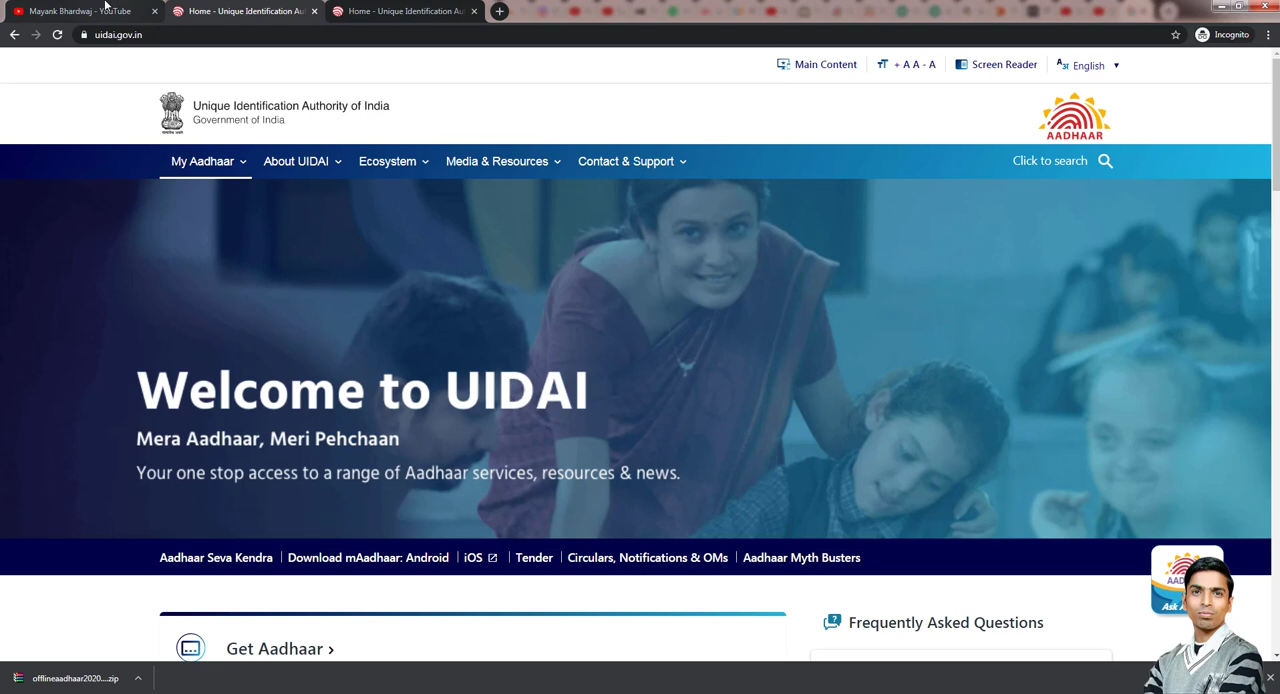 Mayank Bhardwaj - YouTube
Home - Unique Identification Au
Home - Unique Identification Au
uidai.gov.in
Incognito
Main Content
+ A A - A
Screen Reader
English
Unique Identification Authority of India
Government of India
AADHAAR
My Aadhaar
About UIDAI
Ecosystem
Media & Resources
Contact & Support
Click to search
Welcome to UIDAI
Mera Aadhaar, Meri Pehchaan
Your one stop access to a range of Aadhaar services, resources & news.
Aadhaar Seva Kendra
Download mAadhaar: Android
iOS
Tender
Circulars, Notifications & OMs
Aadhaar Myth Busters
AAD
Ask A
Get Aadhaar ›
Frequently Asked Questions
offlineaadhaar2020....zip